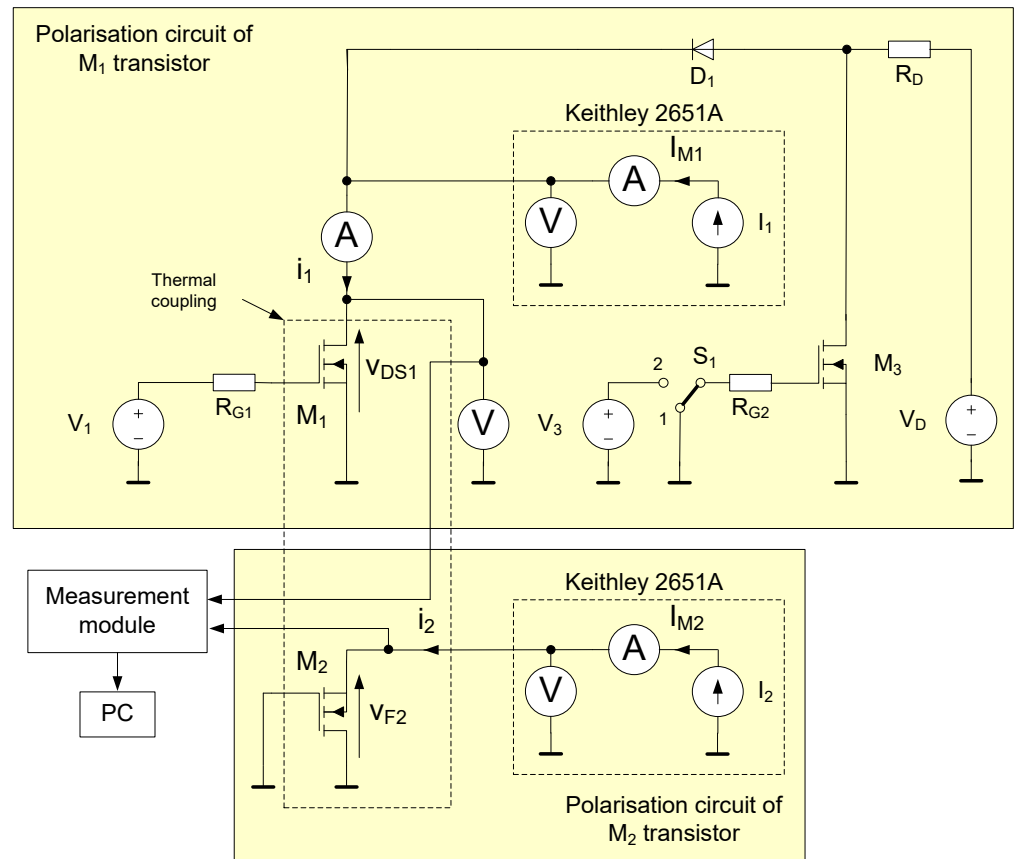 Polarisation circuit of
M1 transistor
D1
RD
Keithley 2651A
IM1
A
V
I1
A
i1
Thermal
coupling
vDS1
RG1
M1
V1
+
−
V
V3
+
−
2
1
S1
RG2
M3
VD
+
−
Measurement
module
PC
Keithley 2651A
i2
IM2
A
M2
vF2
V
I2
Polarisation circuit of
M2 transistor